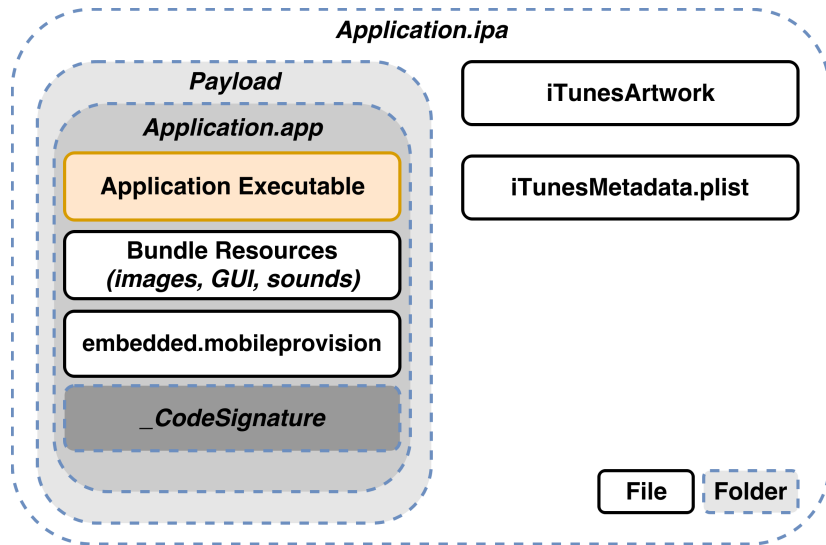 Application.ipa
Payload
Application.app
Application Executable
Bundle Resources
(images, GUI, sounds)
embedded.mobileprovision
_CodeSignature
iTunesArtwork
iTunesMetadata.plist
File
Folder